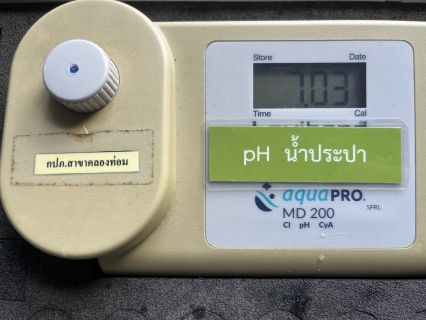 Store Date
7.03
Time Cal
กปภ.สาขาคลองท่อม
pH น้ำประปา
aquaPRO.
SPRL
MD 200
Cl pH CyA